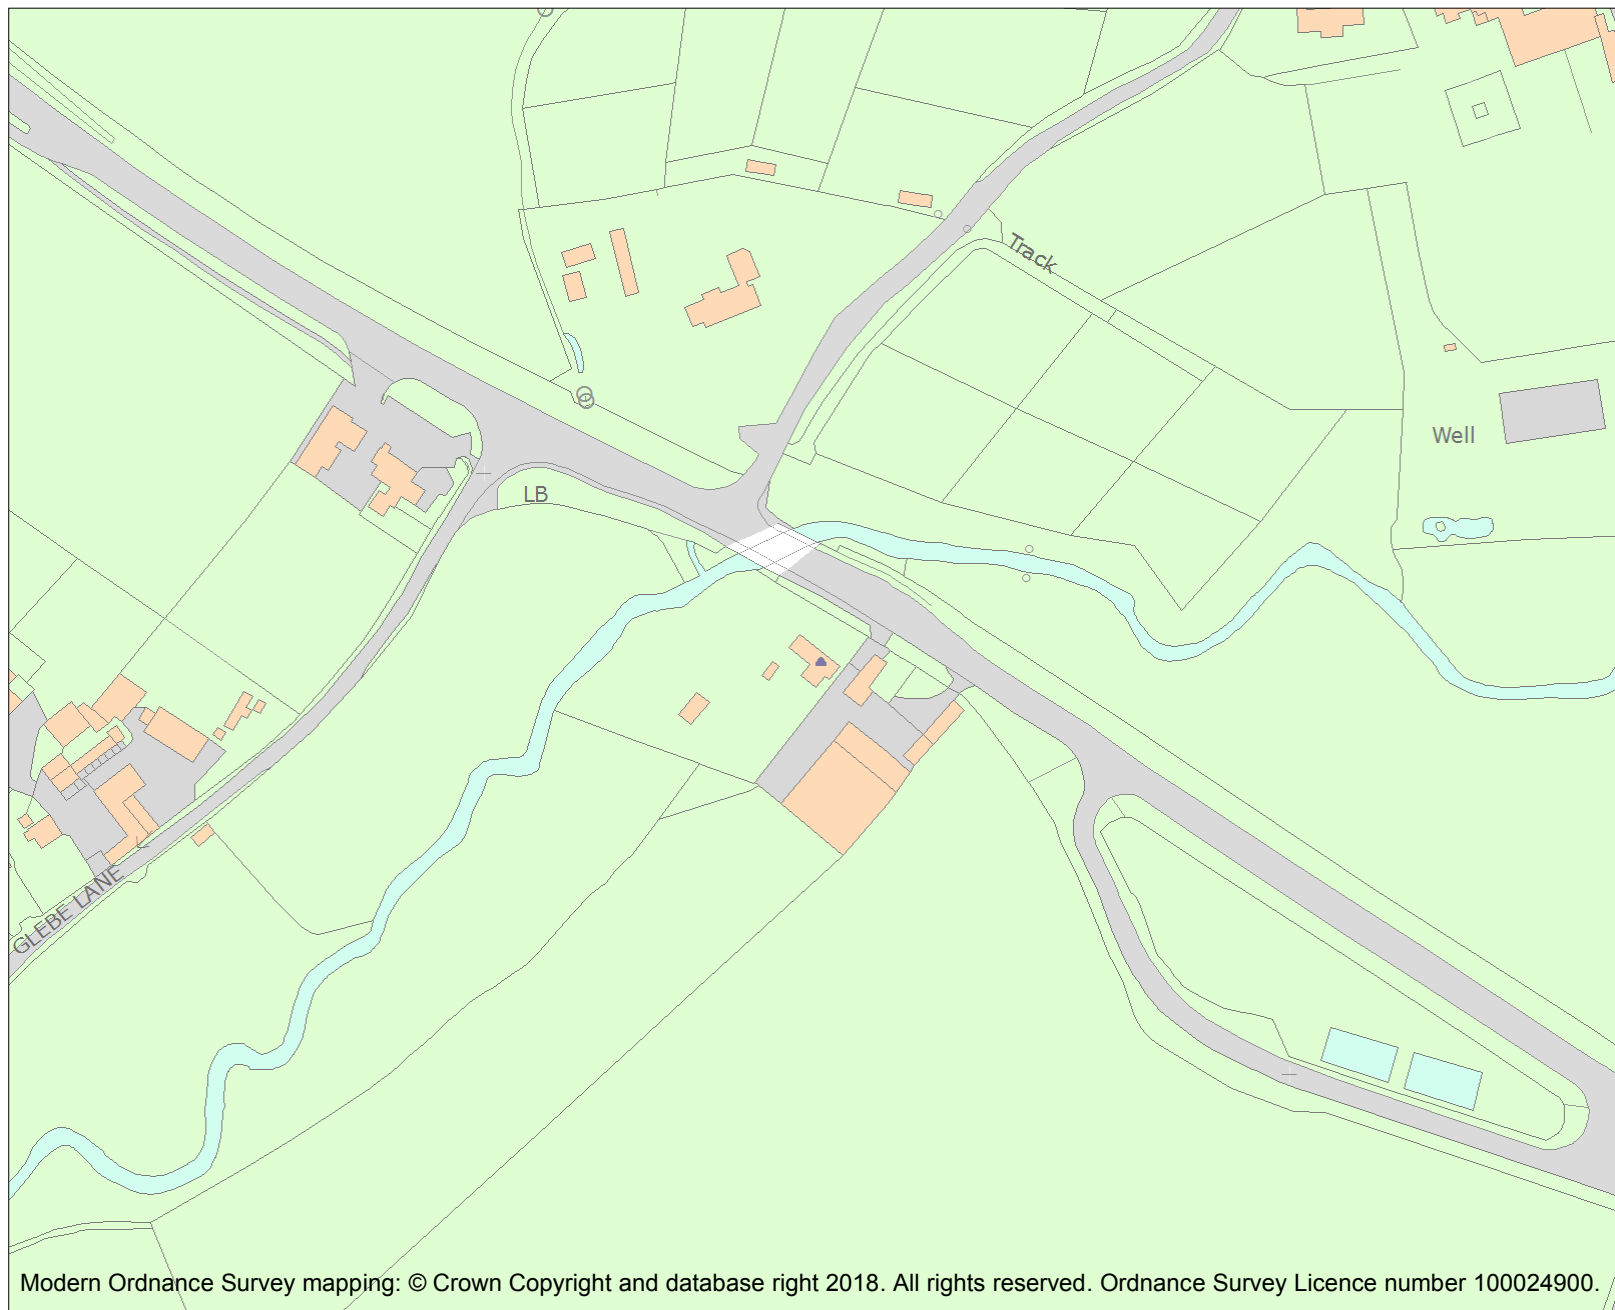 Track
Well
LB
GLEBE LANE
Modern Ordnance Survey mapping: © Crown Copyright and database right 2018. All rights reserved. Ordnance Survey Licence number 100024900.